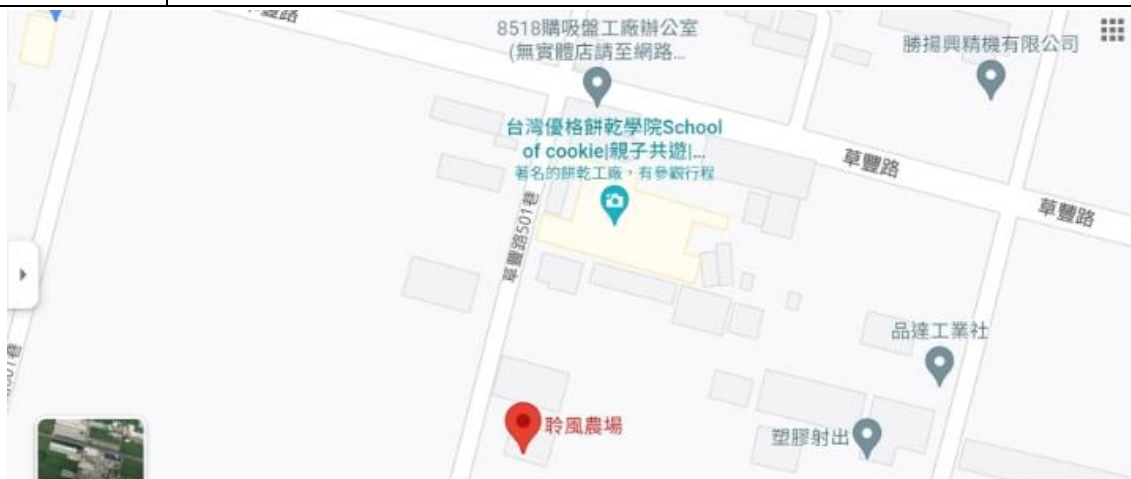 草豐路
8518購吸盤工廠辦公室
(無實體店請至網路...
勝揚興精機有限公司
台灣優格餅乾學院School
of cookie|親子共遊|...
著名的餅乾工廠,有參觀行程
草豐路
草豐路
草豐路501巷
品達工業社
聆風農場
塑膠射出